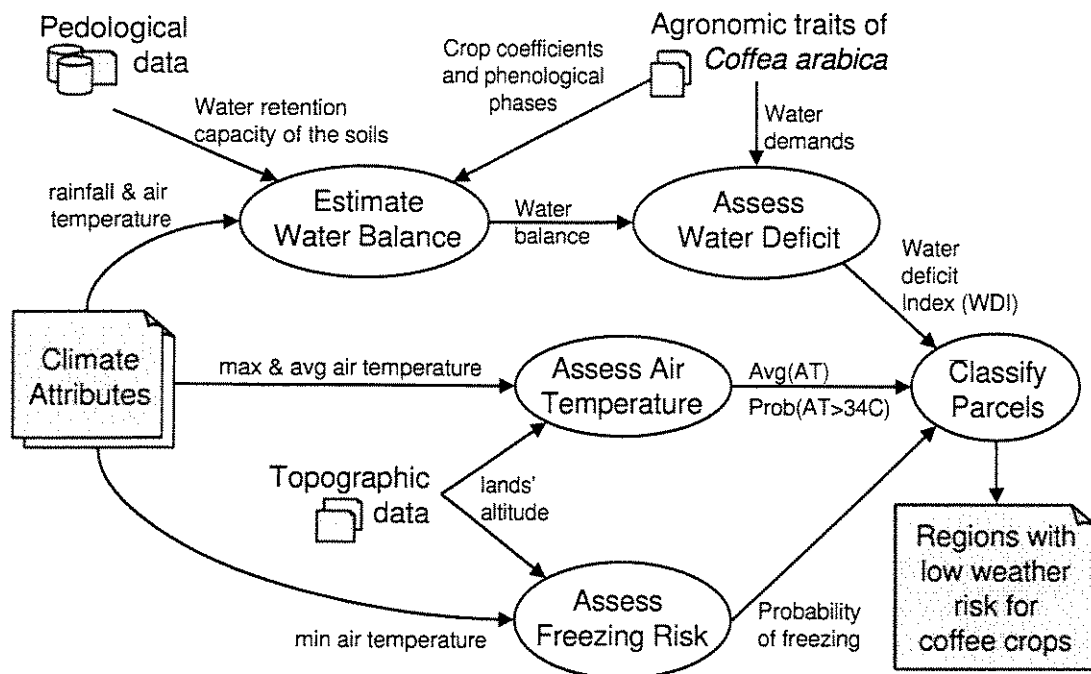 Pedological
data
Agronomic traits of
Coffea arabica
Crop coefficients
and phenological
phases
Water retention
capacity of the soils
Water
demands
rainfall & air
temperature
Estimate
Water Balance
Water
balance
Assess
Water Deficit
Water
deficit
Index (WDI)
Climate
Attributes
max & avg air temperature
Assess Air
Temperature
Avg(AT)
Prob(AT>34C)
Classify
Parcels
Topographic
data
lands'
altitude
Regions with
low weather
risk for
coffee crops
min air temperature
Assess
Freezing Risk
Probability
of freezing